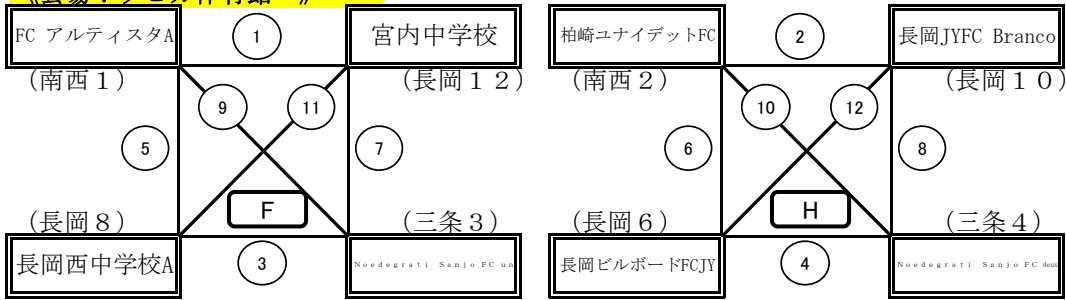 FC アルティスタA ① 宮内中学校 柏崎ユナイデットFC ② 長岡JYFC Branco
(南西1) (長岡12) (南西2) (長岡10)
⑨ ⑪ ⑩ ⑫
⑤ ⑦ ⑥ ⑧
F H
(長岡8) (三条3) (長岡6) (三条4)
長岡西中学校A ③ Noedegrati Sanjo FC un 長岡ビルボードFCJY ④ Noedegrati Sanjo FC deux